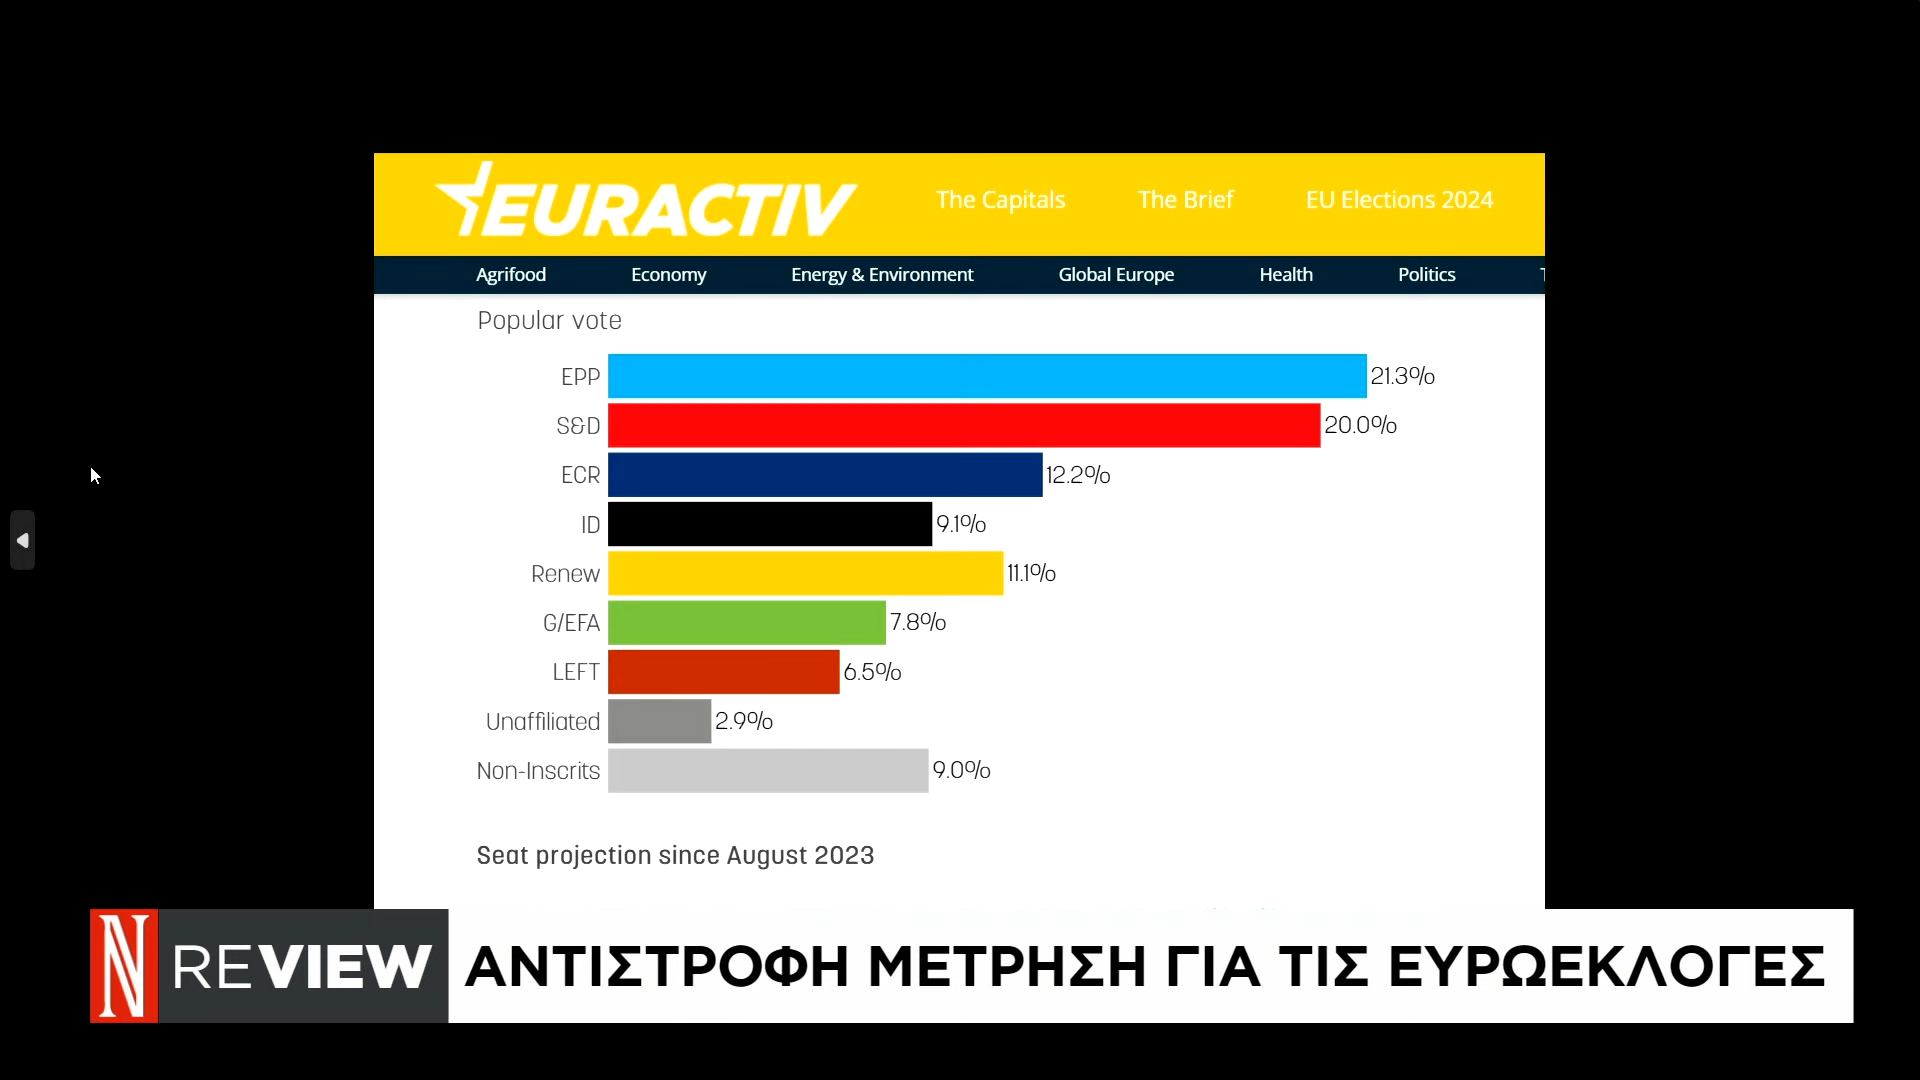 EURACTIV
The Capitals
The Brief
EU Elections 2024
Agrifood
Economy
Energy & Environment
Global Europe
Health
Politics
Popular vote
EPP 21.3%
S&D 20.0%
ECR 12.2%
ID 9.1%
Renew 11.1%
G/EFA 7.8%
LEFT 6.5%
Unaffiliated 2.9%
Non-Inscrits 9.0%
Seat projection since August 2023
N REVIEW ΑΝΤΙΣΤΡΟΦΗ ΜΕΤΡΗΣΗ ΓΙΑ ΤΙΣ ΕΥΡΩΕΚΛΟΓΕΣ